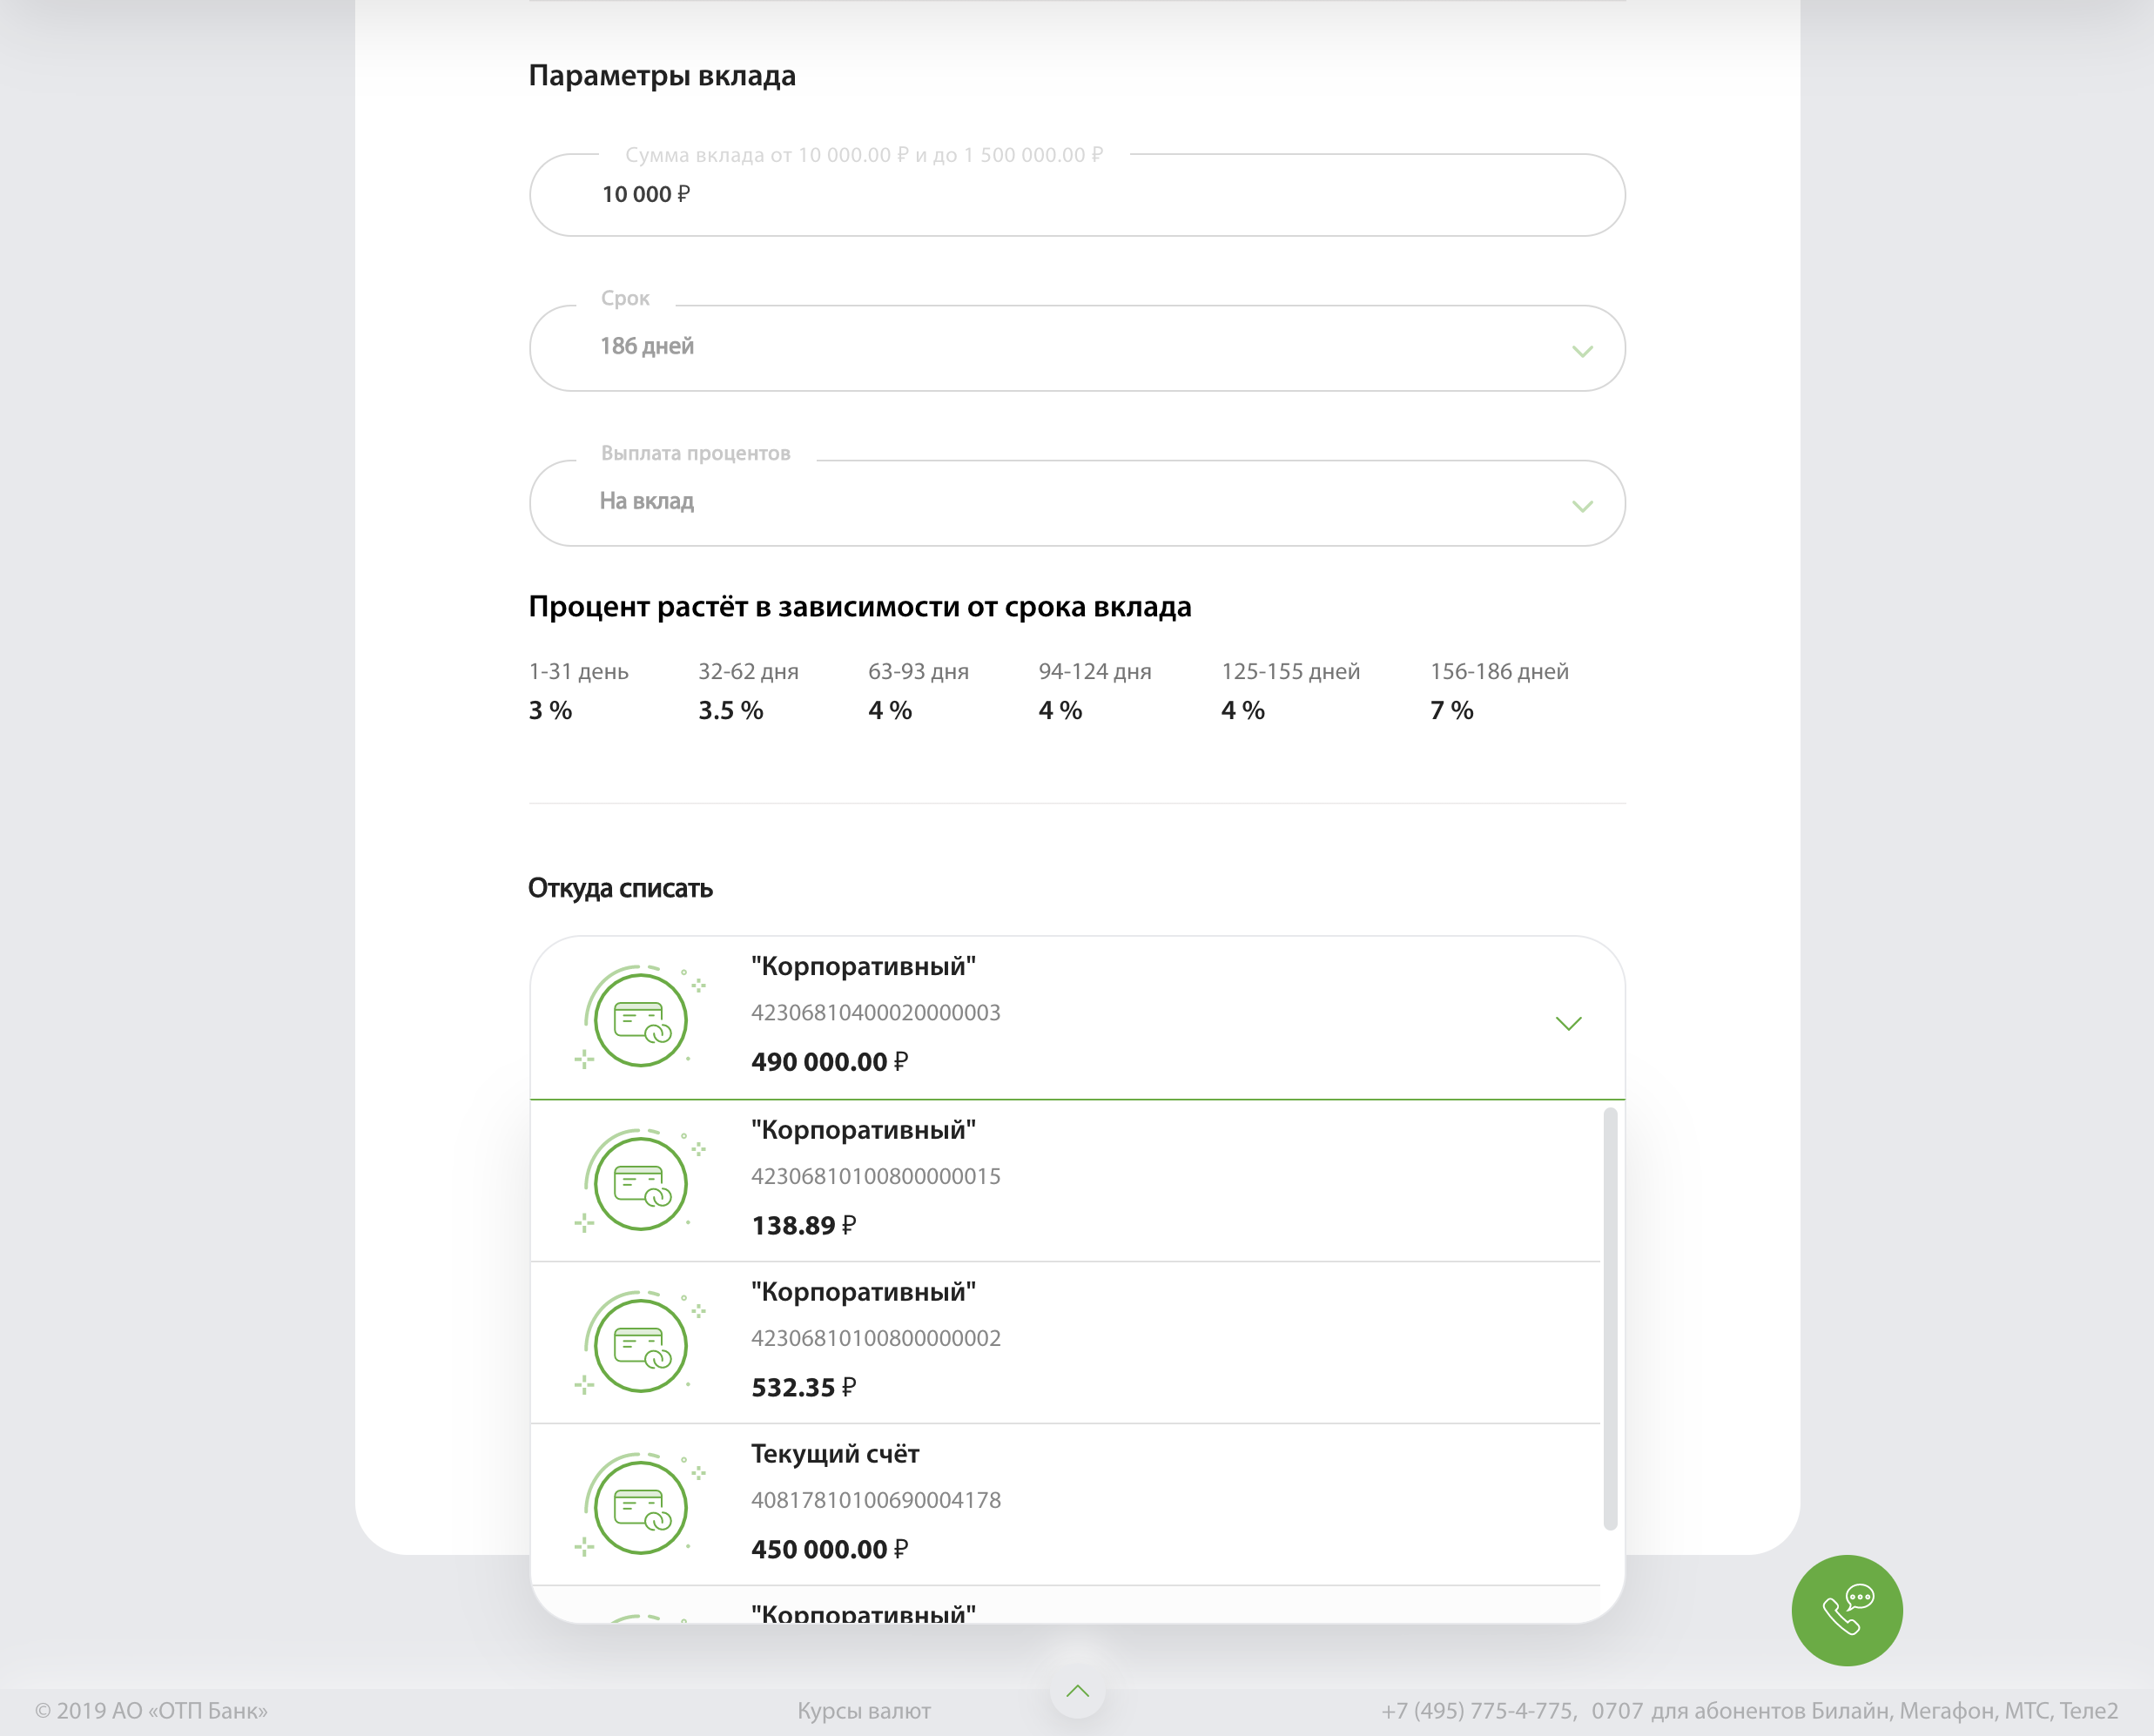 Параметры вклада
Сумма вклада от 10 000.00 ₽ и до 1 500 000.00 ₽
10 000 ₽
Срок
186 дней
Выплата процентов
На вклад
Процент растёт в зависимости от срока вклада
1-31 день 32-62 дня 63-93 дня 94-124 дня 125-155 дней 156-186 дней
3 % 3.5 % 4 % 4 % 4 % 7 %
Откуда списать
"Корпоративный"
42306810400020000003
490 000.00 ₽
"Корпоративный"
42306810100800000015
138.89 ₽
"Корпоративный"
42306810100800000002
532.35 ₽
Текущий счёт
40817810100690004178
450 000.00 ₽
"Корпоративный"
© 2019 АО «ОТП Банк» Курсы валют +7 (495) 775-4-775, 0707 для абонентов Билайн, Мегафон, МТС, Теле2